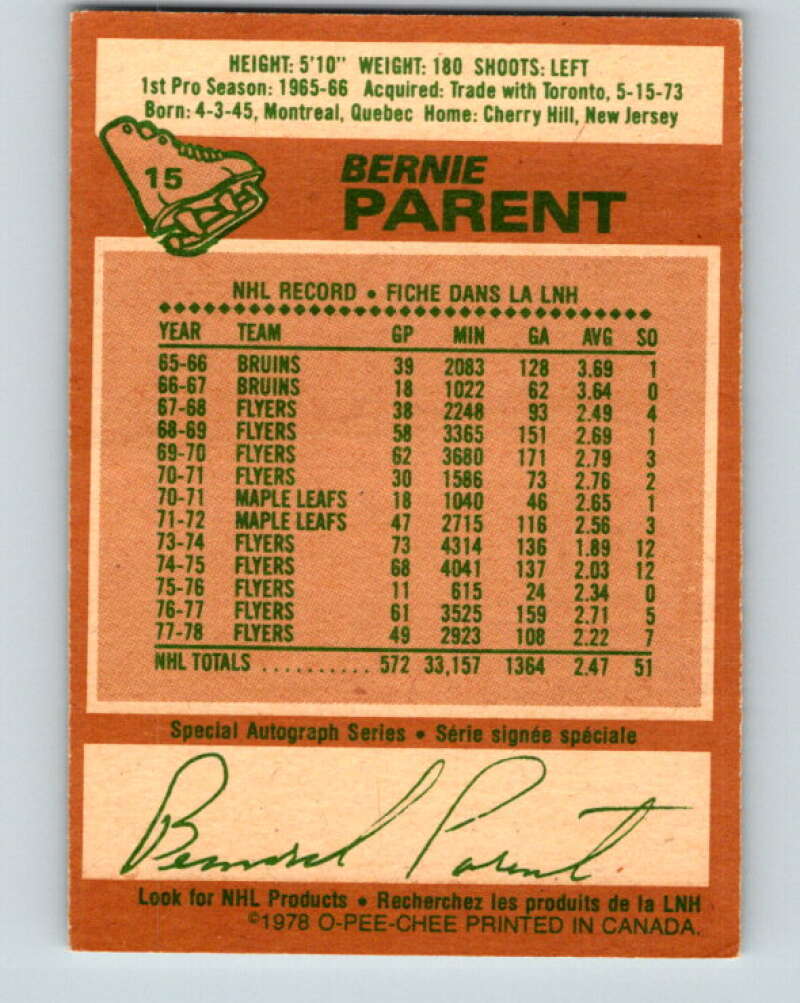 HEIGHT: 5'10" WEIGHT: 180 SHOOTS: LEFT
1st Pro Season: 1965-66 Acquired: Trade with Toronto, 5-15-73
Born: 4-3-45, Montreal, Quebec Home: Cherry Hill, New Jersey
15
BERNIE
PARENT
NHL RECORD • FICHE DANS LA LNH
YEAR TEAM GP MIN GA AVG SO
65-66 BRUINS 39 2083 128 3.69 1
66-67 BRUINS 18 1022 62 3.64 0
67-68 FLYERS 38 2248 93 2.49 4
68-69 FLYERS 58 3365 151 2.69 1
69-70 FLYERS 62 3680 171 2.79 3
70-71 FLYERS 30 1586 73 2.76 2
70-71 MAPLE LEAFS 18 1040 46 2.65 1
71-72 MAPLE LEAFS 47 2715 116 2.56 3
73-74 FLYERS 73 4314 136 1.89 12
74-75 FLYERS 68 4041 137 2.03 12
75-76 FLYERS 11 615 24 2.34 0
76-77 FLYERS 61 3525 159 2.71 5
77-78 FLYERS 49 2923 108 2.22 7
NHL TOTALS .......... 572 33,157 1364 2.47 51
Special Autograph Series • Série signée spéciale
Bernard Parent
Look for NHL Products • Recherchez les produits de la LNH
©1978 O-PEE-CHEE PRINTED IN CANADA.